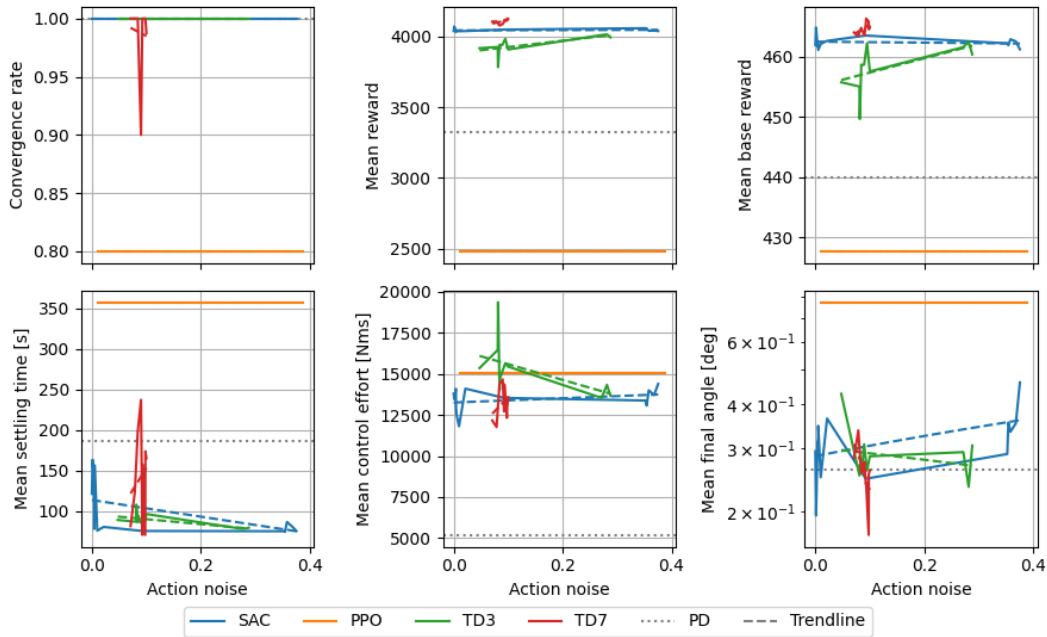 Convergence rate
1.00
0.95
0.90
0.85
0.80
Mean reward
4000
3500
3000
2500
Mean base reward
460
450
440
430
Mean settling time [s]
350
300
250
200
150
100
0.0 0.2 0.4
Action noise
Mean control effort [Nms]
20000
17500
15000
12500
10000
7500
5000
0.0 0.2 0.4
Action noise
Mean final angle [deg]
6 × 10⁻¹
4 × 10⁻¹
3 × 10⁻¹
2 × 10⁻¹
0.0 0.2 0.4
Action noise
SAC PPO TD3 TD7 PD Trendline